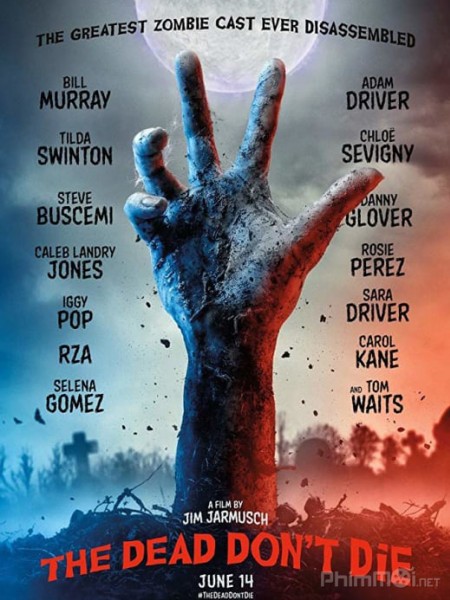 THE GREATEST ZOMBIE CAST EVER DISASSEMBLED
BILL
MURRAY
TILDA
SWINTON
STEVE
BUSCEMI
CALEB LANDRY
JONES
IGGY
POP
RZA
SELENA
GOMEZ
ADAM
DRIVER
CHLOË
SEVIGNY
DANNY
GLOVER
ROSIE
PEREZ
SARA
DRIVER
CAROL
KANE
AND TOM
WAITS
A FILM BY
JIM JARMUSCH
THE DEAD DON'T DiE
JUNE 14
#THEDEADDONTDIE
PhimMoi.NET